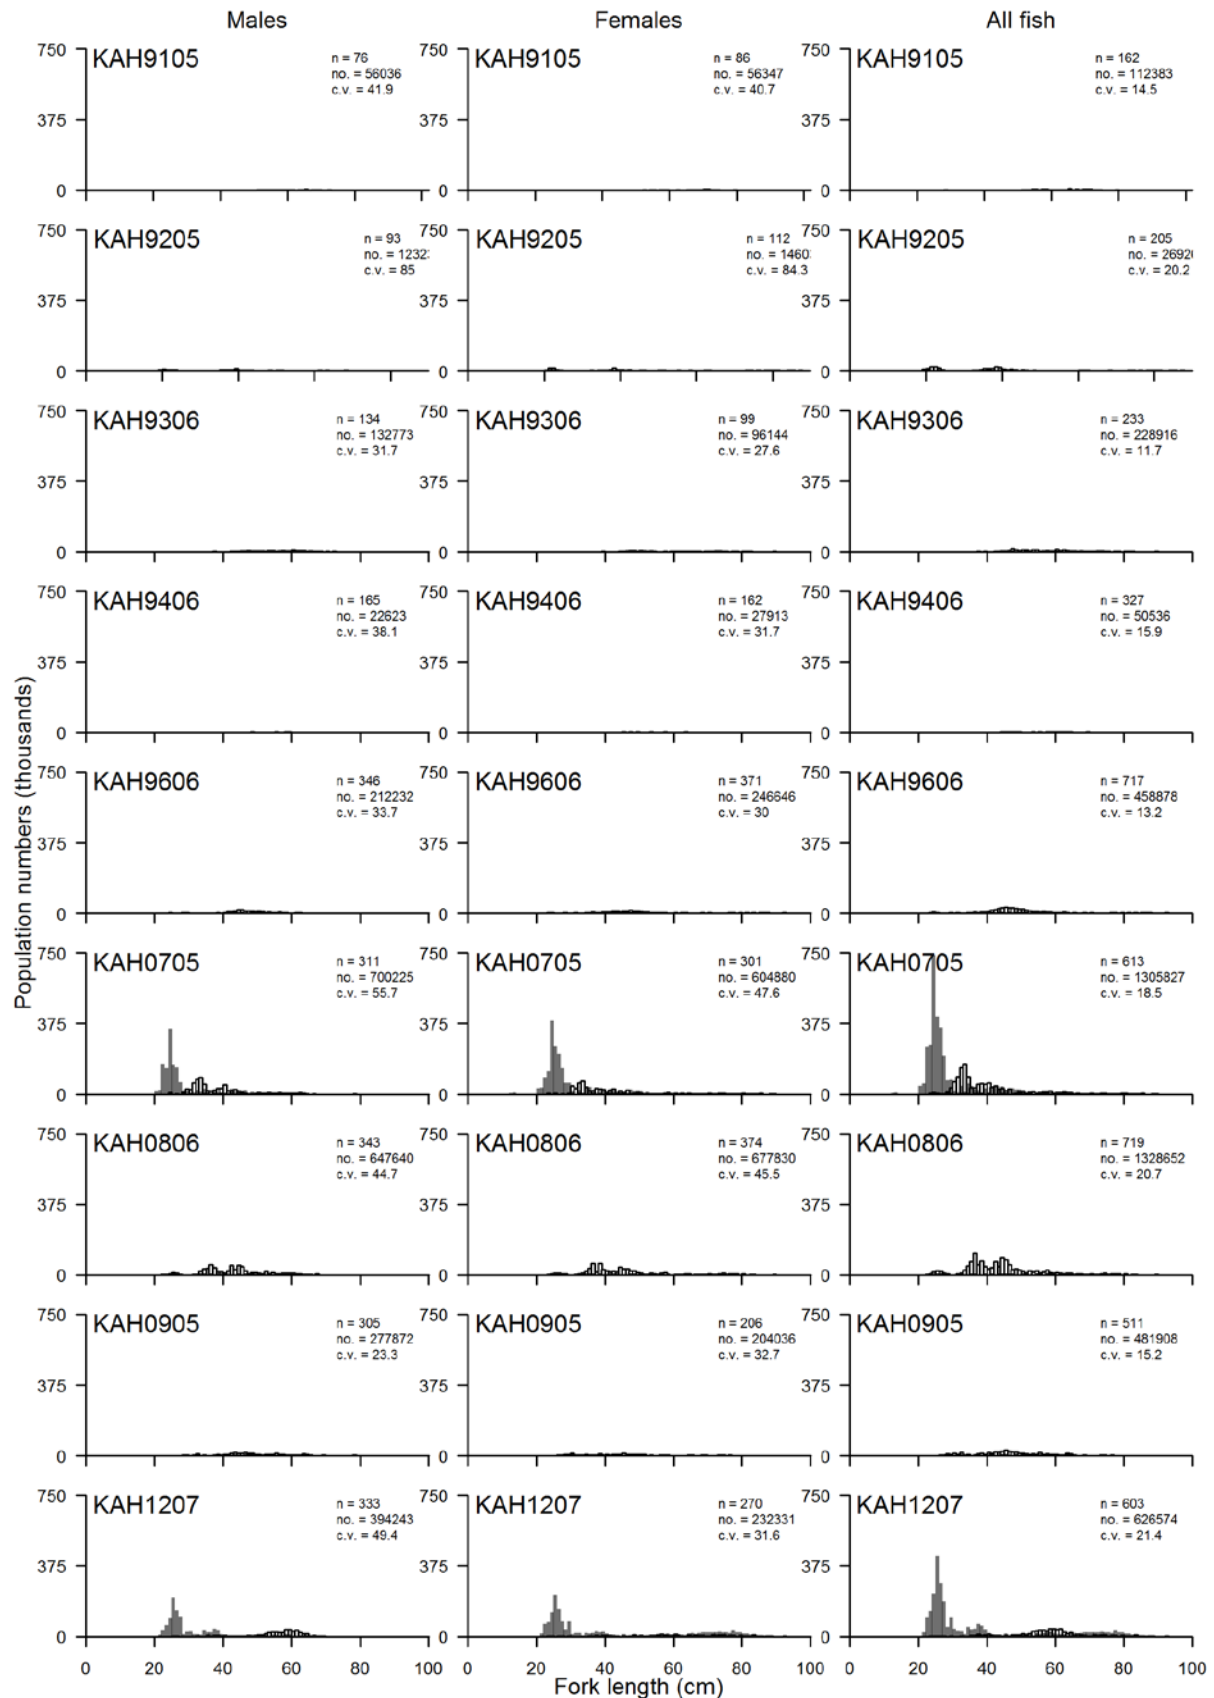 Males Females All fish
Population numbers (thousands)
750 KAH9105 n = 76 750 KAH9105 n = 86 750 KAH9105 n = 162
no. = 56036 no. = 56347 no. = 112383
c.v. = 41.9 c.v. = 40.7 c.v. = 14.5
375 375 375
0 0 0
750 KAH9205 n = 93 750 KAH9205 n = 112 750 KAH9205 n = 205
no. = 1232 no. = 1460 no. = 2692
c.v. = 85 c.v. = 84.3 c.v. = 20.2
375 375 375
0 0 0
750 KAH9306 n = 134 750 KAH9306 n = 99 750 KAH9306 n = 233
no. = 132773 no. = 96144 no. = 228916
c.v. = 31.7 c.v. = 27.6 c.v. = 11.7
375 375 375
0 0 0
750 KAH9406 n = 165 750 KAH9406 n = 162 750 KAH9406 n = 327
no. = 22623 no. = 27913 no. = 50536
c.v. = 38.1 c.v. = 31.7 c.v. = 15.9
375 375 375
0 0 0
750 KAH9606 n = 346 750 KAH9606 n = 371 750 KAH9606 n = 717
no. = 212232 no. = 246646 no. = 458878
c.v. = 33.7 c.v. = 30 c.v. = 13.2
375 375 375
0 0 0
750 KAH0705 n = 311 750 KAH0705 n = 301 750 KAH0705 n = 613
no. = 700225 no. = 604880 no. = 1305827
c.v. = 55.7 c.v. = 47.6 c.v. = 18.5
375 375 375
0 0 0
750 KAH0806 n = 343 750 KAH0806 n = 374 750 KAH0806 n = 719
no. = 647640 no. = 677830 no. = 1328652
c.v. = 44.7 c.v. = 45.5 c.v. = 20.7
375 375 375
0 0 0
750 KAH0905 n = 305 750 KAH0905 n = 206 750 KAH0905 n = 511
no. = 277872 no. = 204036 no. = 481908
c.v. = 23.3 c.v. = 32.7 c.v. = 15.2
375 375 375
0 0 0
750 KAH1207 n = 333 750 KAH1207 n = 270 750 KAH1207 n = 603
no. = 394243 no. = 232331 no. = 626574
c.v. = 49.4 c.v. = 31.6 c.v. = 21.4
375 375 375
0 0 0
0 20 40 60 80 100 0 20 40 60 80 100 0 20 40 60 80 100
Fork length (cm)